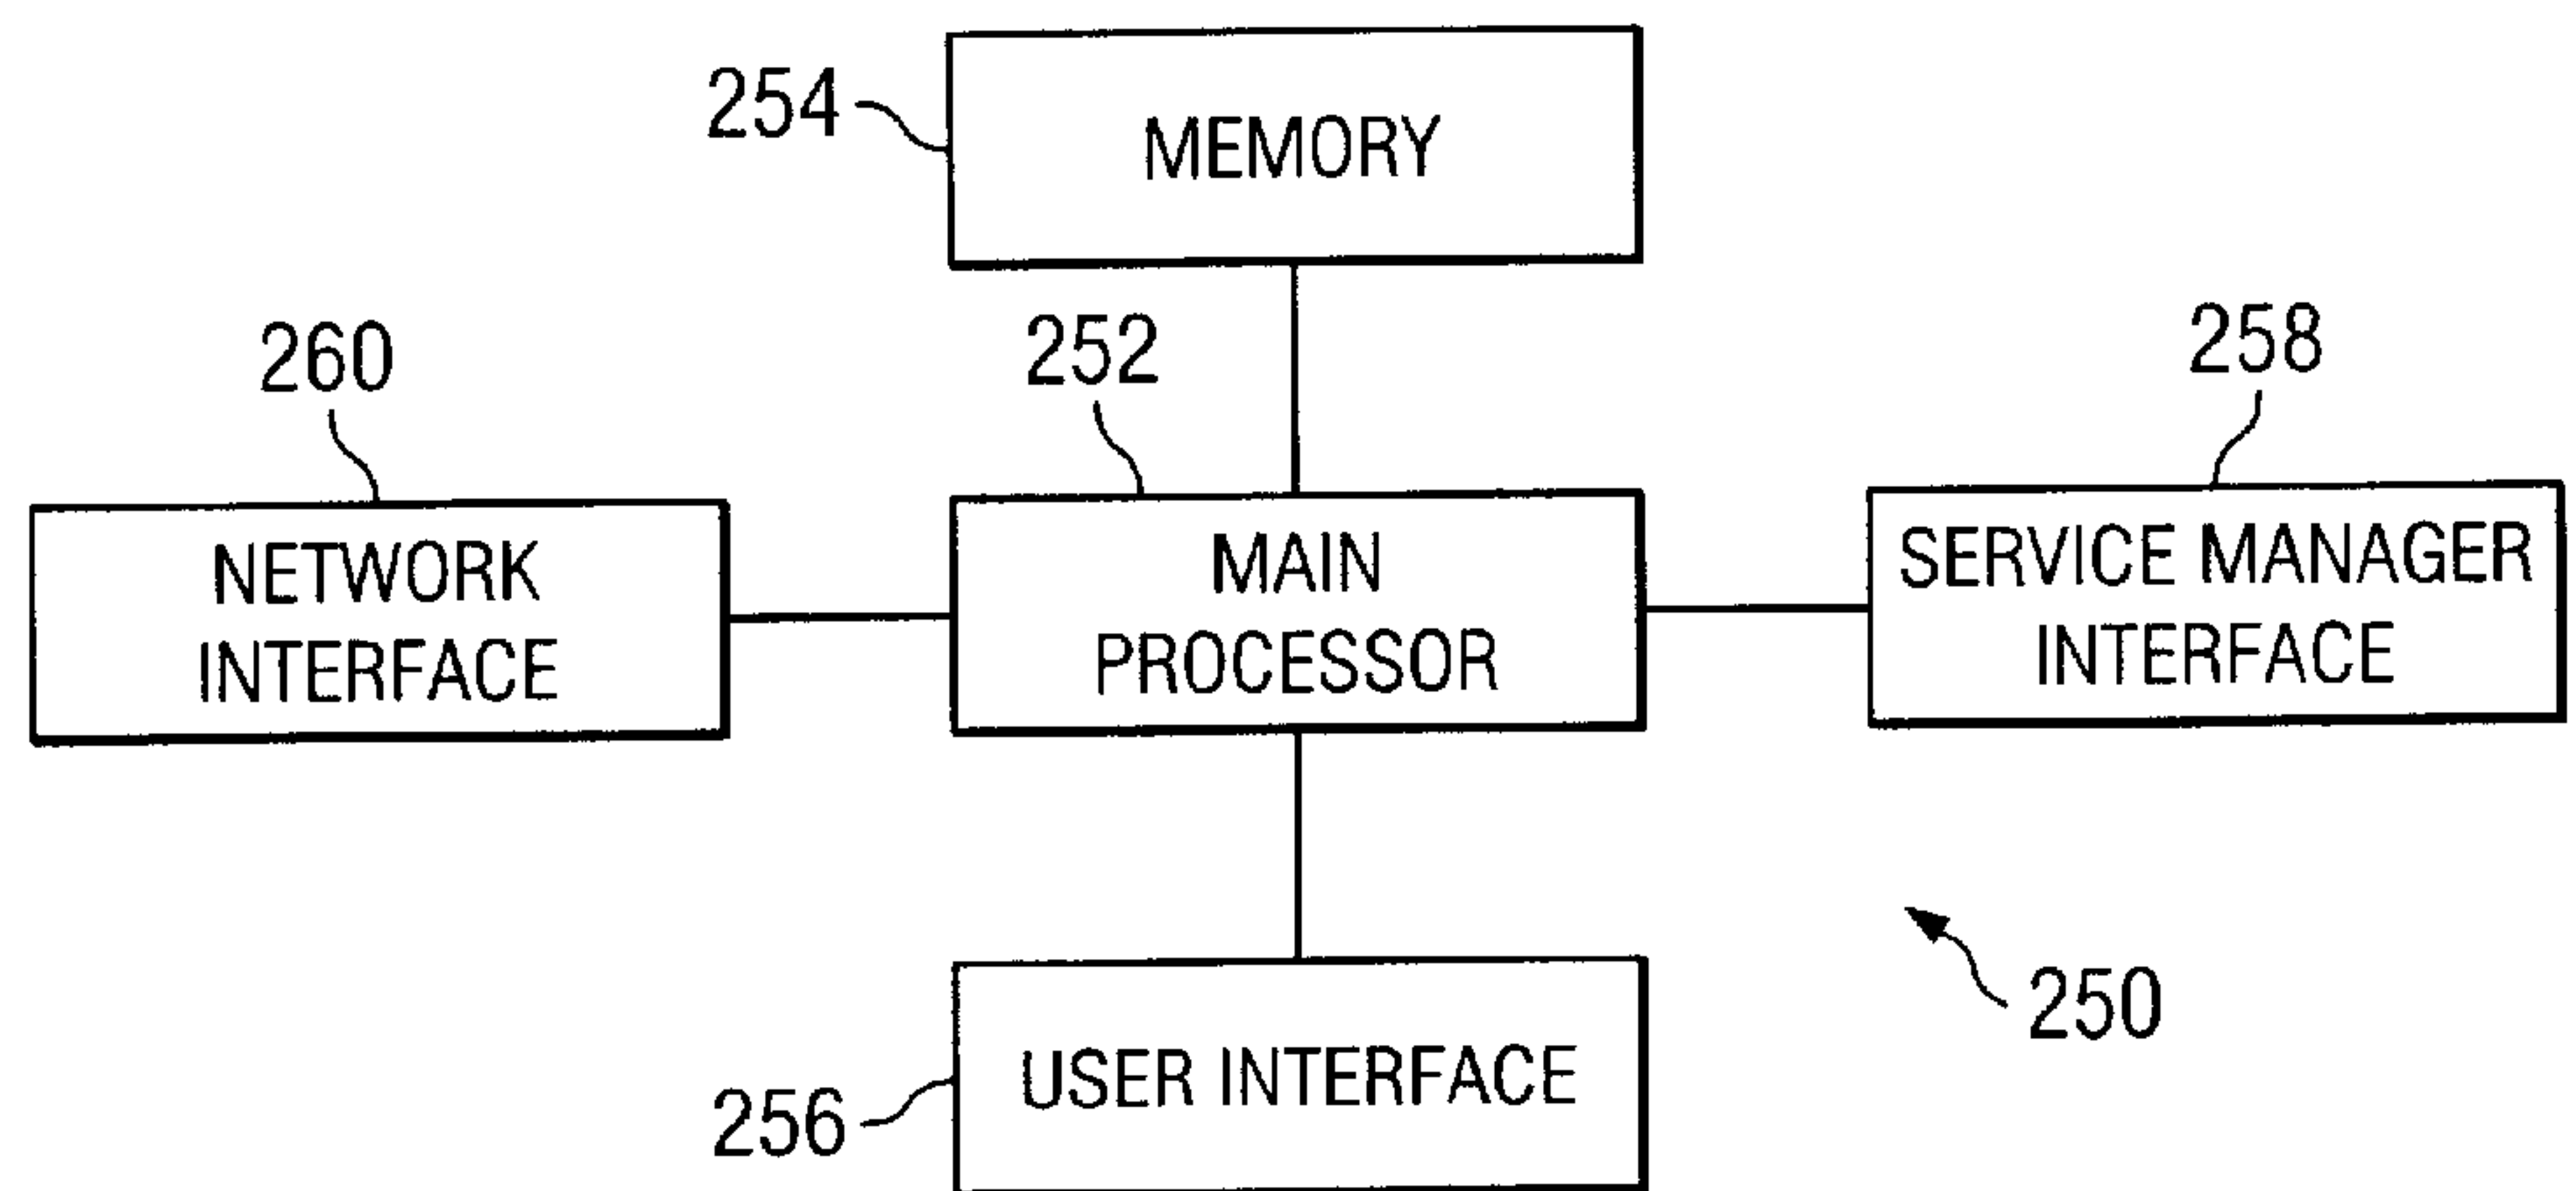 254
MEMORY
260
252
258
NETWORK
INTERFACE
MAIN
PROCESSOR
SERVICE MANAGER
INTERFACE
250
256
USER INTERFACE